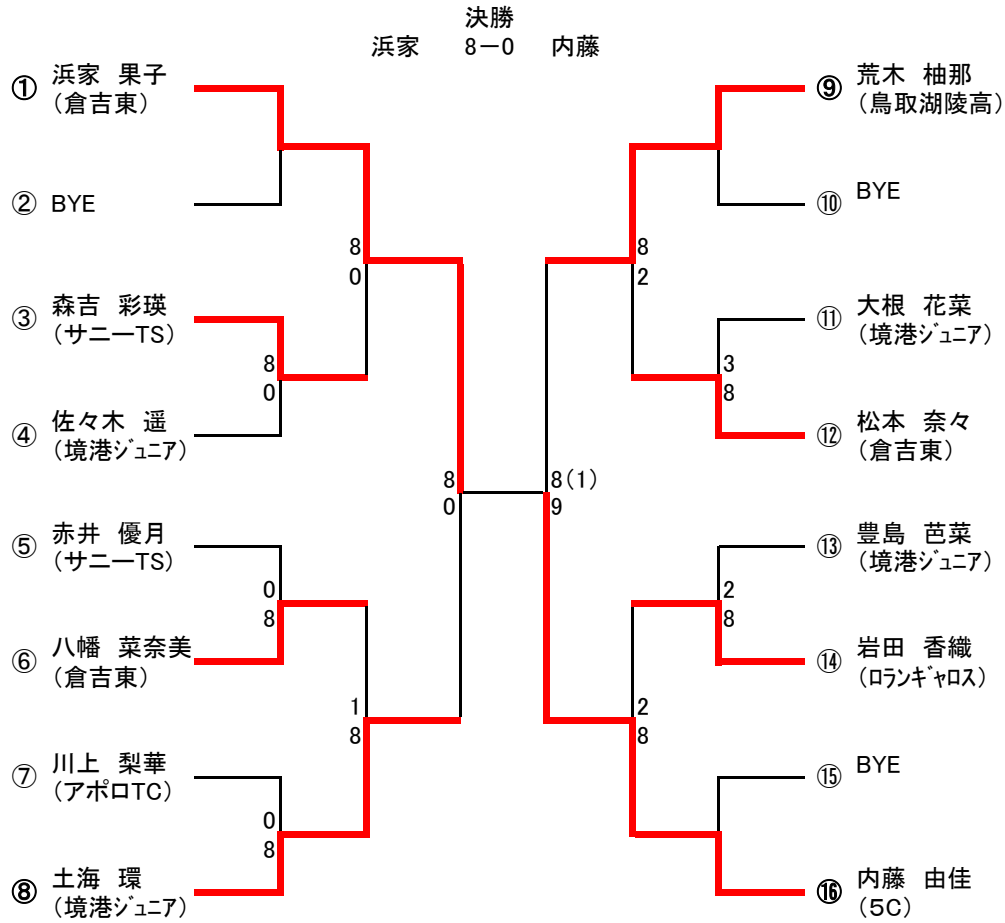 決勝
浜家 8－0 内藤
① 浜家 果子
（倉吉東）
② BYE
8
0
③ 森吉 彩瑛
（サニーTS）
8
0
④ 佐々木 遥
（境港ジュニア）
8
0
⑤ 赤井 優月
（サニーTS）
0
8
⑥ 八幡 菜奈美
（倉吉東）
1
8
⑦ 川上 梨華
（アポロTC）
0
8
⑧ 土海 環
（境港ジュニア）
⑨ 荒木 柚那
（鳥取湖陵高）
⑩ BYE
8
2
⑪ 大根 花菜
（境港ジュニア）
3
8
⑫ 松本 奈々
（倉吉東）
8(1)
9
⑬ 豊島 芭菜
（境港ジュニア）
2
8
⑭ 岩田 香織
（ロランギャロス）
2
8
⑮ BYE
⑯ 内藤 由佳
（5C）